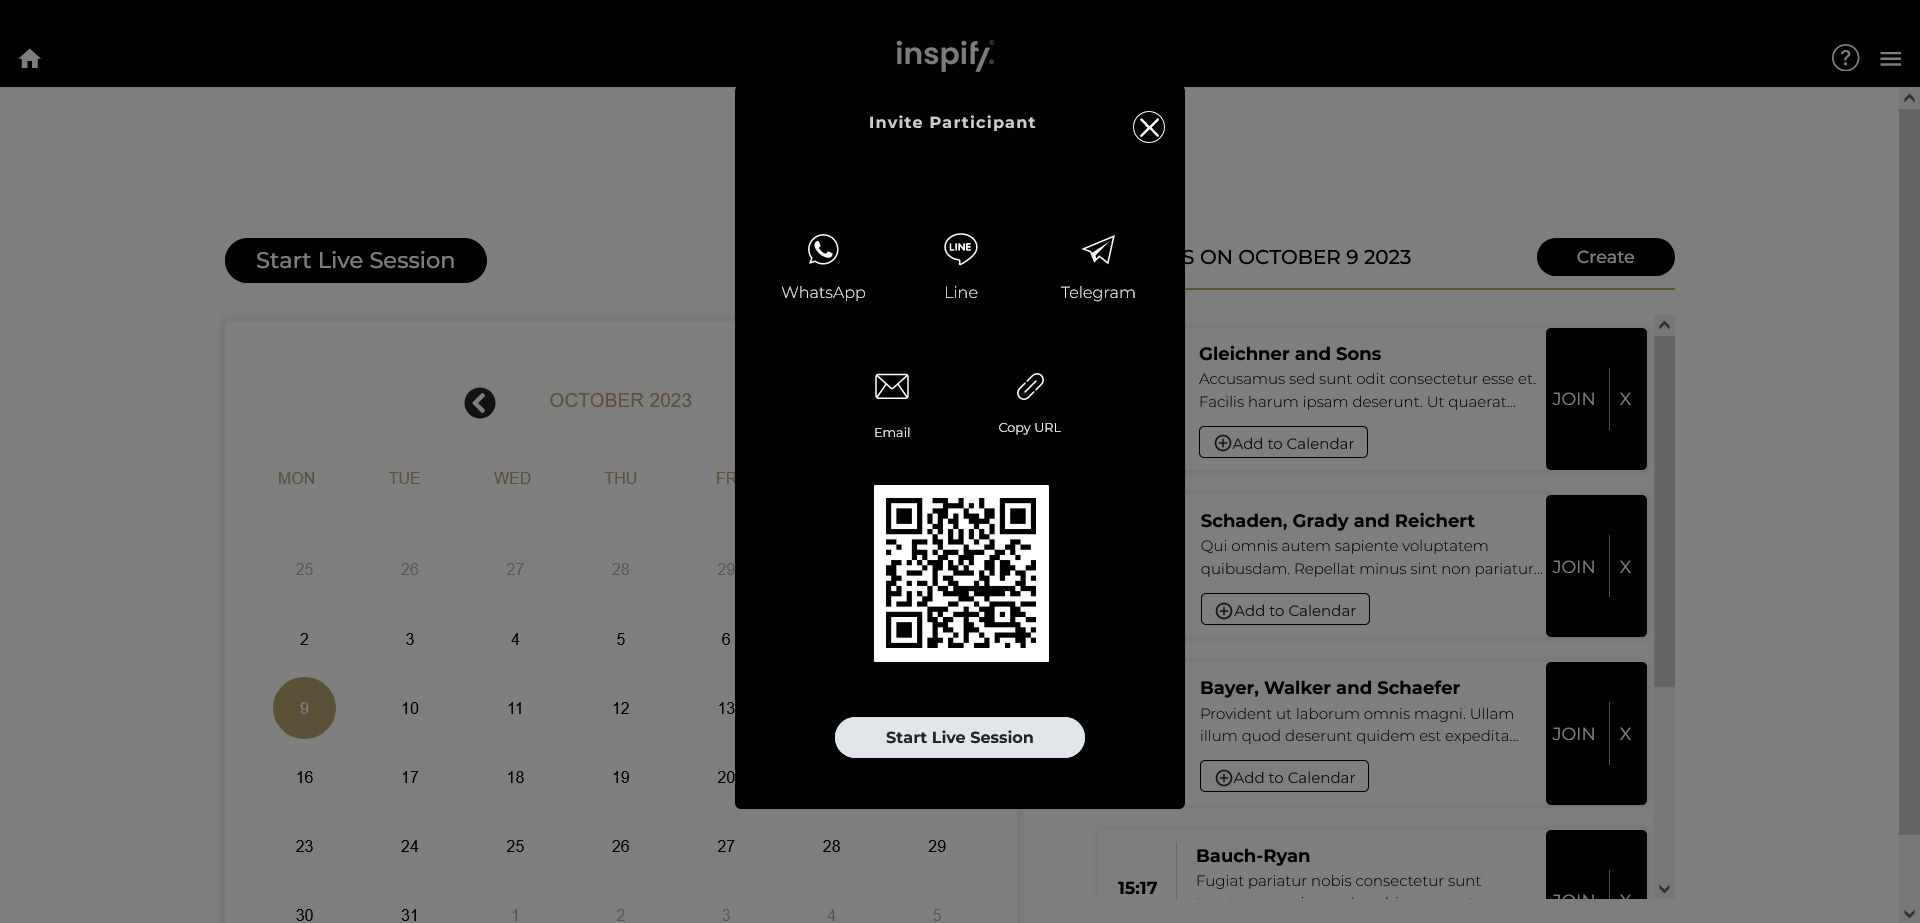 inspify
Invite Participant
WhatsApp
Line
Telegram
Email
Copy URL
Start Live Session
Start Live Session
OCTOBER 2023
MON TUE WED THU FR
25 26 27 28 29
2 3 4 5 6
9 10 11 12 13
16 17 18 19 20
23 24 25 26 27 28 29
30 31 1 2 3 4 5
S ON OCTOBER 9 2023
Create
Gleichner and Sons
Accusamus sed sunt odit consectetur esse et.
Facilis harum ipsam deserunt. Ut quaerat...
Add to Calendar
JOIN X
Schaden, Grady and Reichert
Qui omnis autem sapiente voluptatem
quibusdam. Repellat minus sint non pariatur...
Add to Calendar
JOIN X
Bayer, Walker and Schaefer
Provident ut laborum omnis magni. Ullam
illum quod deserunt quidem est expedita...
Add to Calendar
JOIN X
15:17
Bauch-Ryan
Fugiat pariatur nobis consectetur sunt
JOIN X